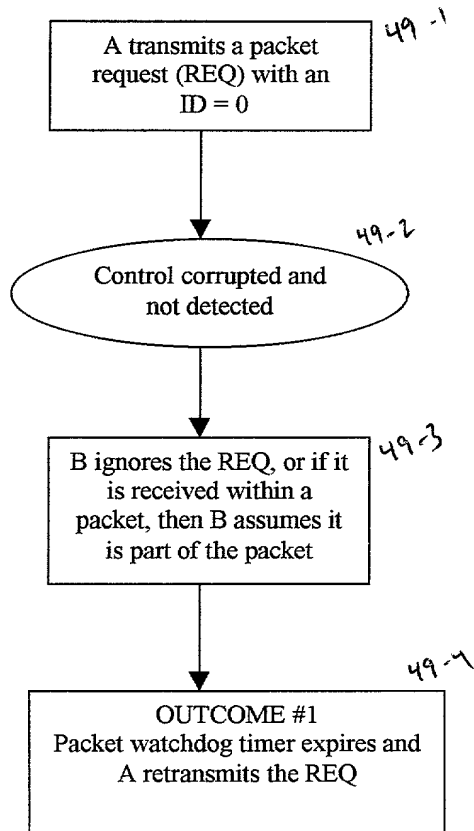 49-1
A transmits a packet
request (REQ) with an
ID = 0
49-2
Control corrupted and
not detected
49-3
B ignores the REQ, or if it
is received within a
packet, then B assumes it
is part of the packet
49-4
OUTCOME #1
Packet watchdog timer expires and
A retransmits the REQ